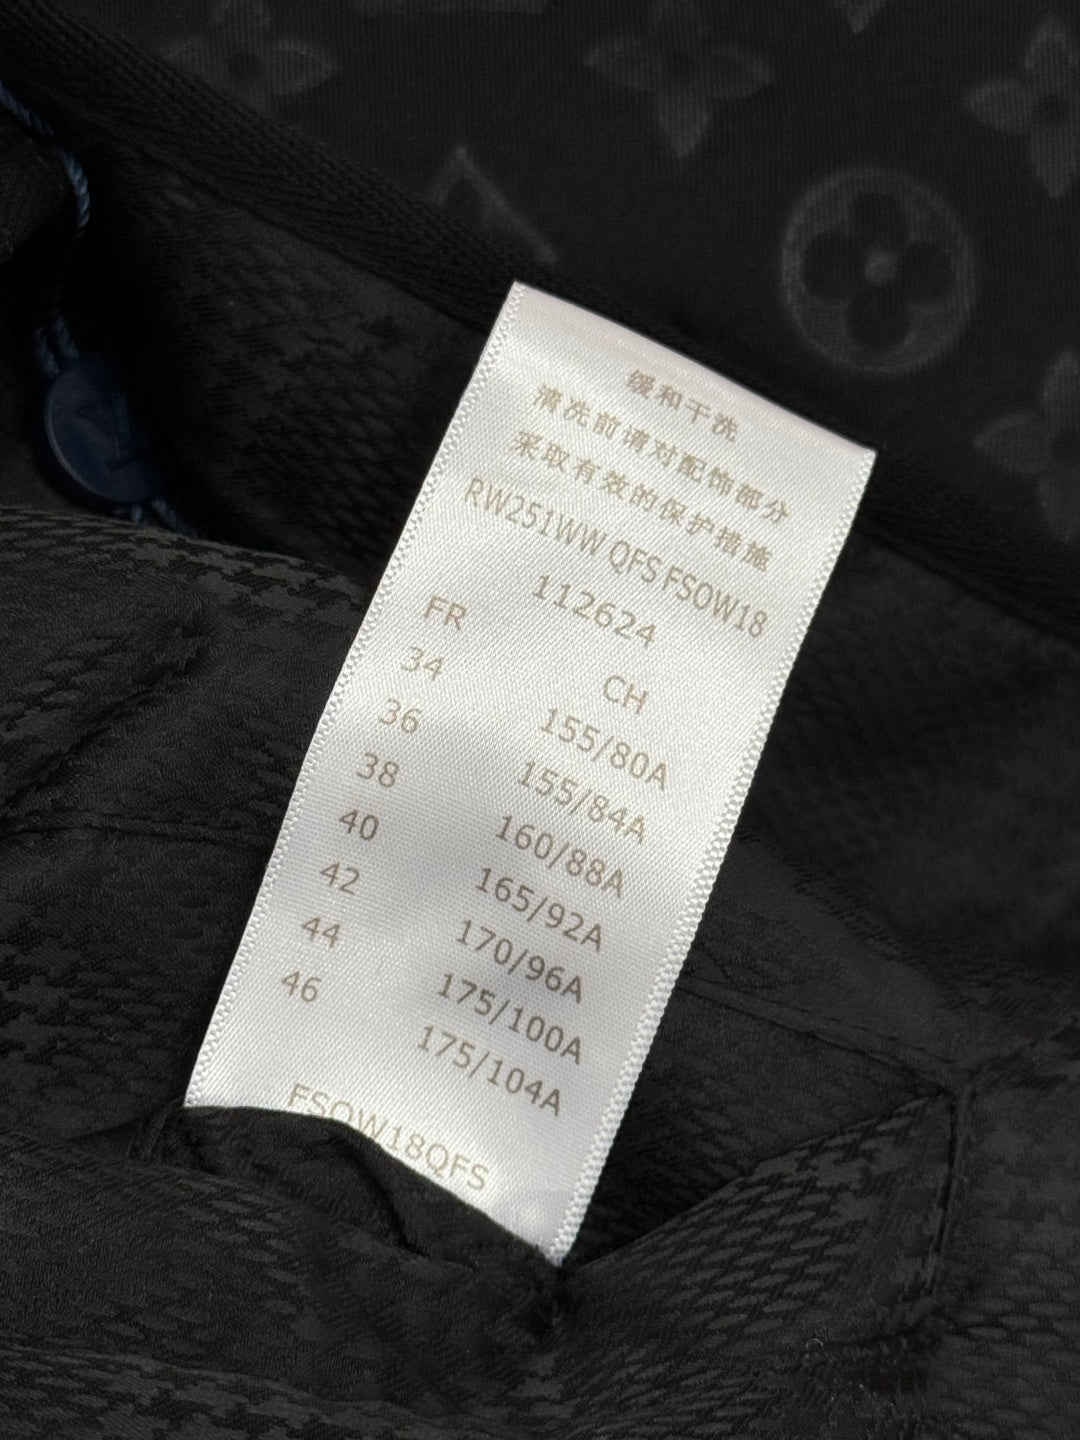 缓和干洗
清洗前请对配饰部分
采取有效的保护措施
RW251WW QFS FSOW18
112624
FR CH
34 155/80A
36 155/84A
38 160/88A
40 165/92A
42 170/96A
44 175/100A
46 175/104A
FSOW18QFS